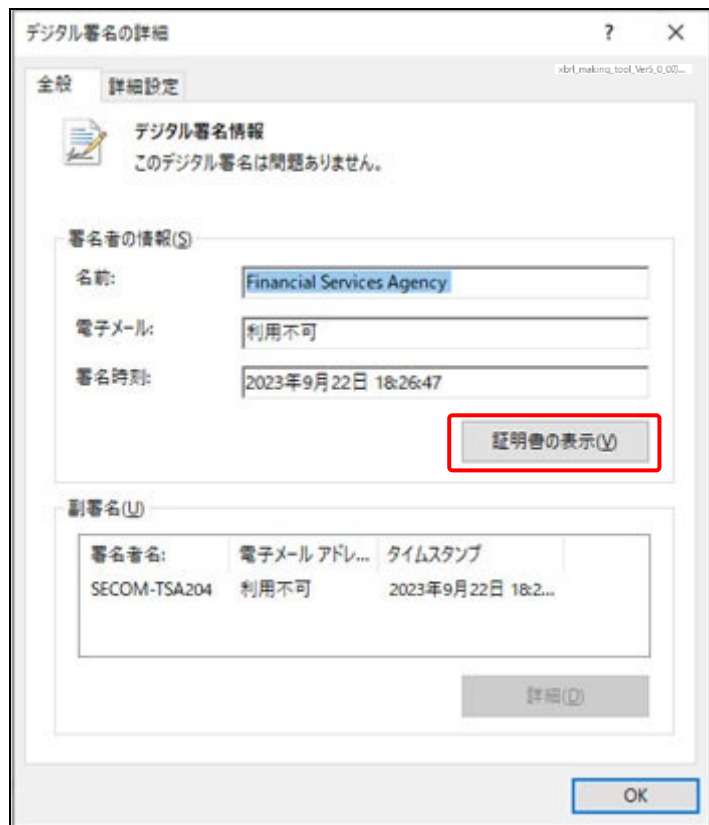 デジタル署名の詳細 ? ×
全般 詳細設定
デジタル署名情報
このデジタル署名は問題ありません。
署名者の情報(S)
名前: Financial Services Agency
電子メール: 利用不可
署名時刻: 2023年9月22日 18:26:47
証明書の表示(V)
副署名(U)
署名者名: 電子メール アドレ... タイムスタンプ
SECOM-TSA204 利用不可 2023年9月22日 18:2...
詳細(D)
OK